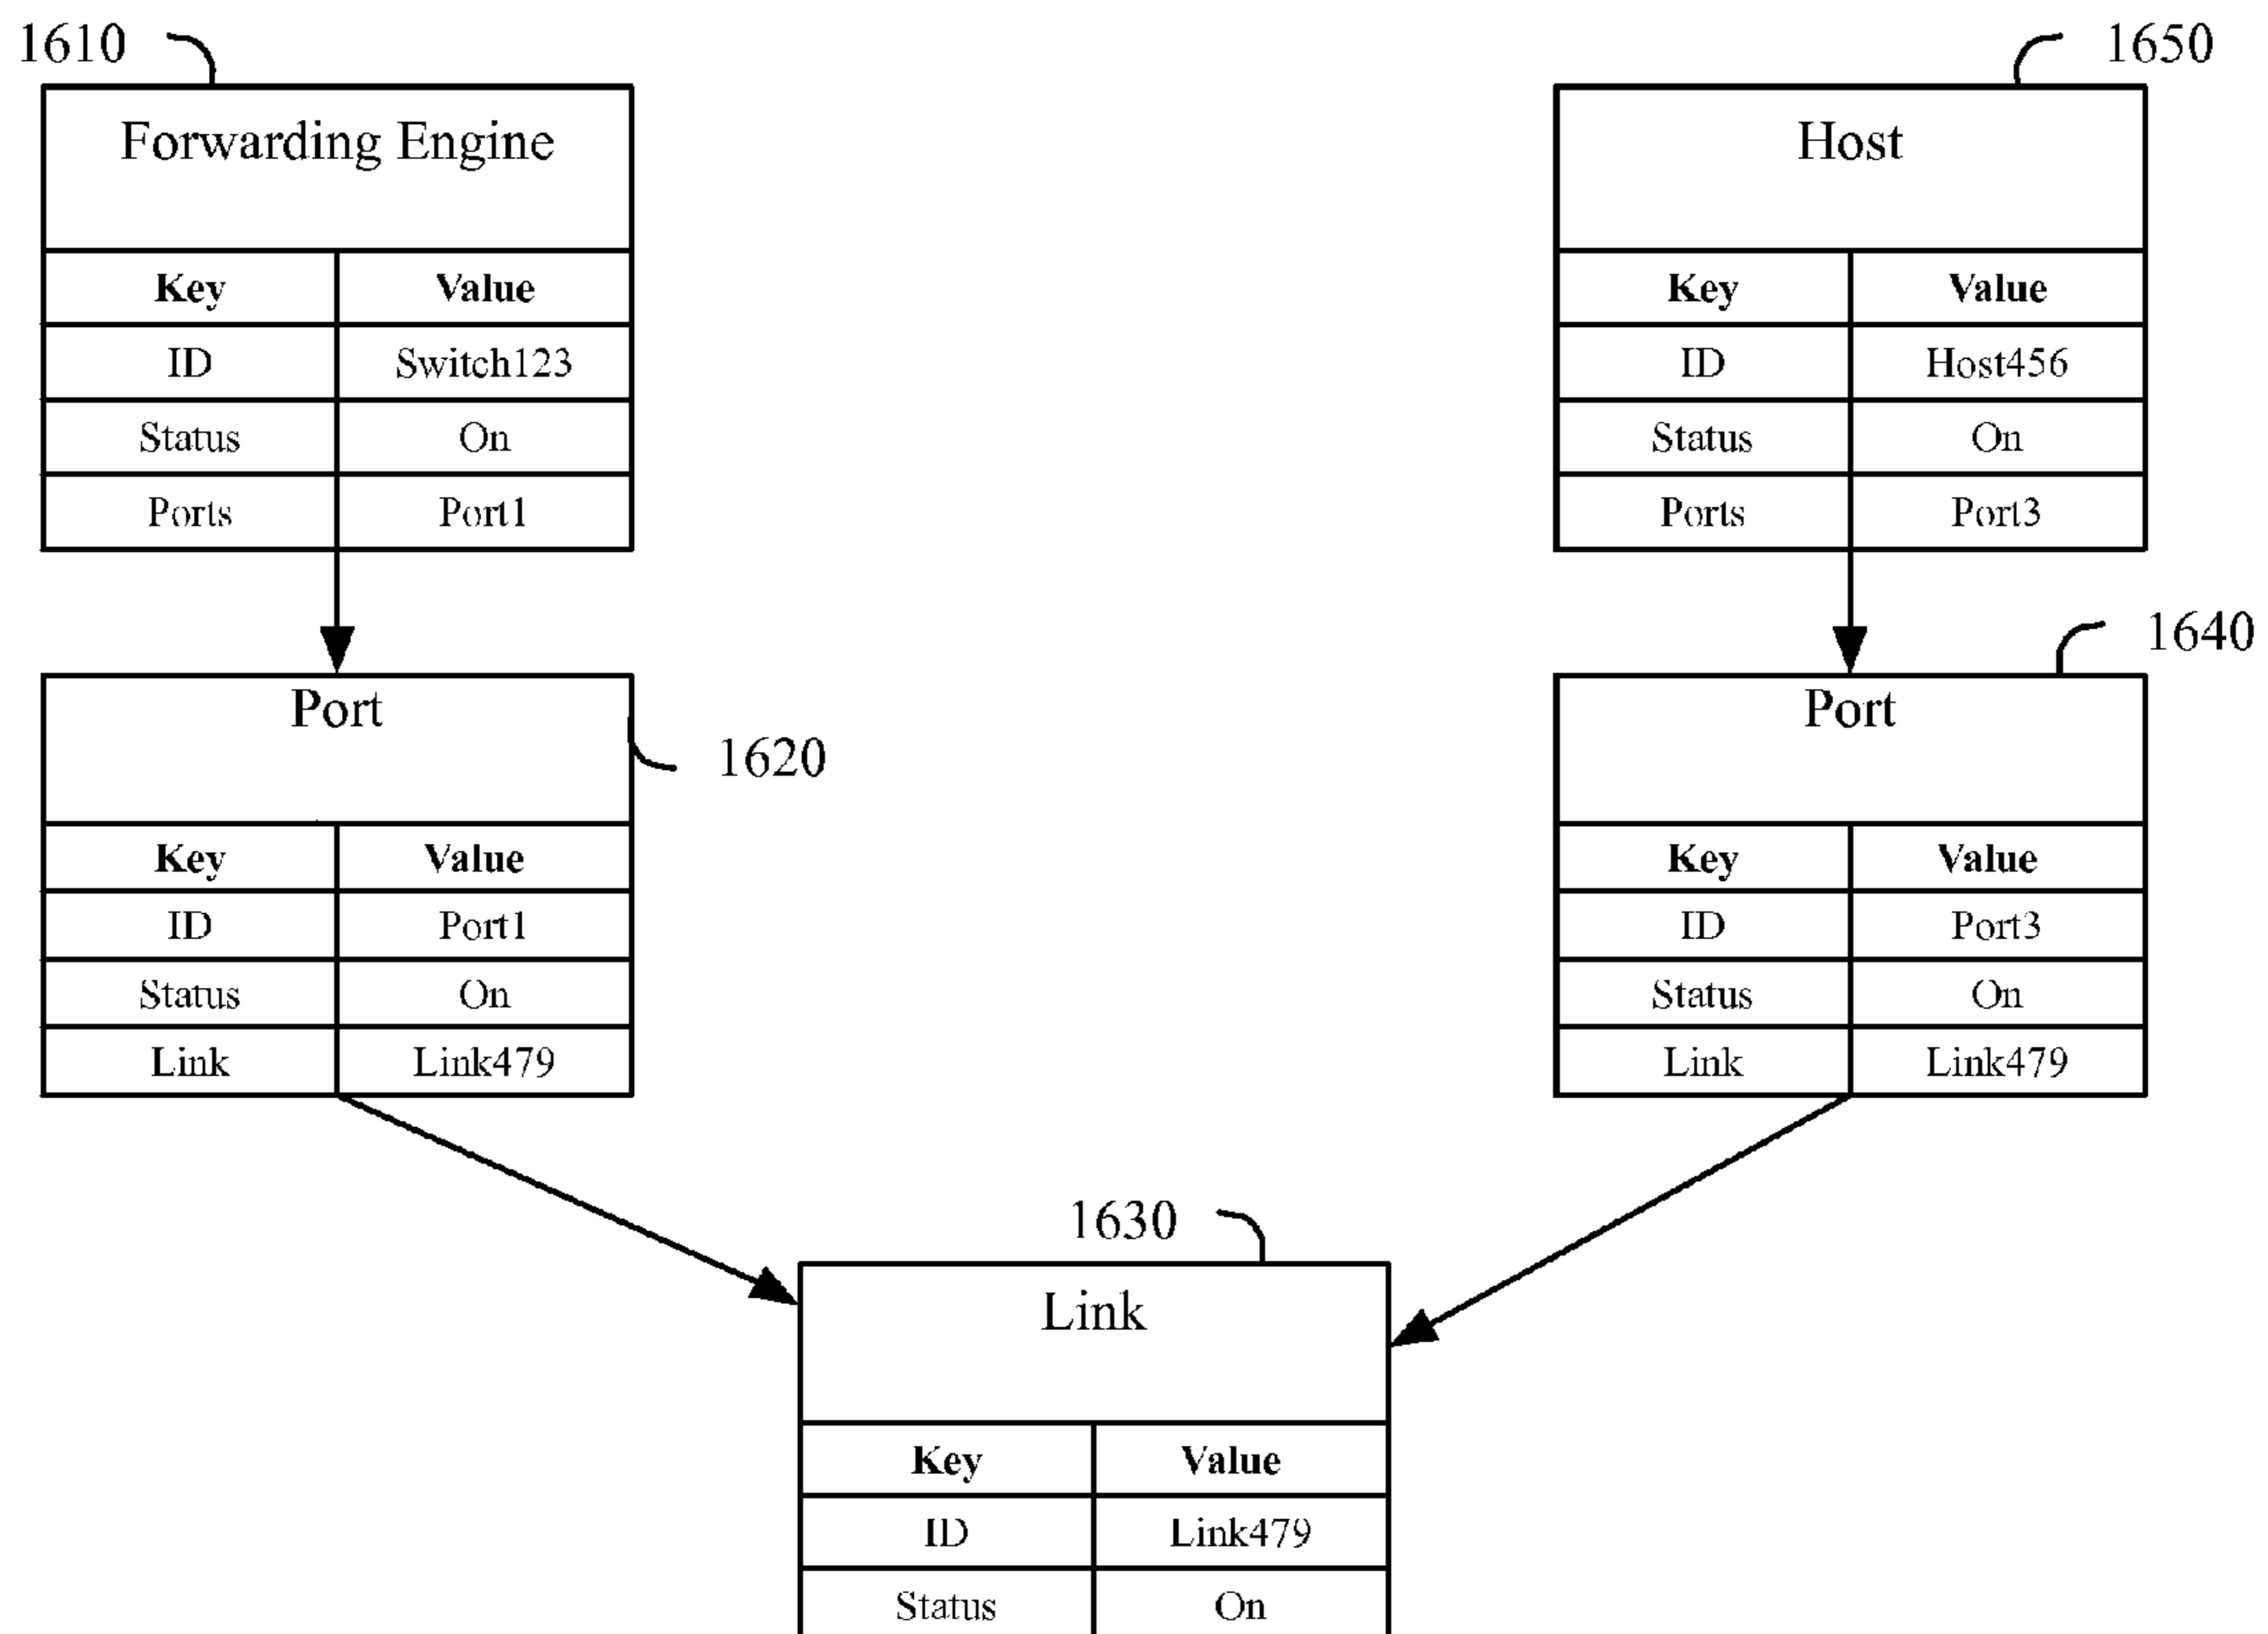 1610
Forwarding Engine
Key Value
ID Switch123
Status On
Ports Port1
1650
Host
Key Value
ID Host456
Status On
Ports Port3
Port
1620
Key Value
ID Port1
Status On
Link Link479
1640
Port
Key Value
ID Port3
Status On
Link Link479
1630
Link
Key Value
ID Link479
Status On